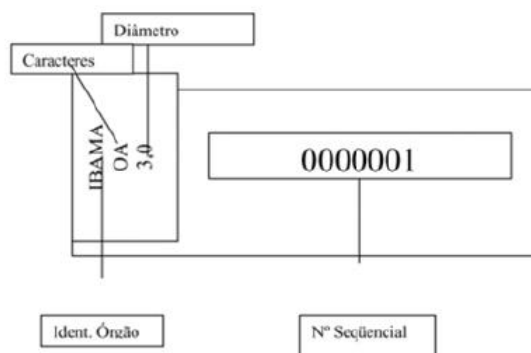 Diâmetro
Caracteres
IBAMA
OA
3,0
0000001
Ident. Órgão
Nº Seqüencial